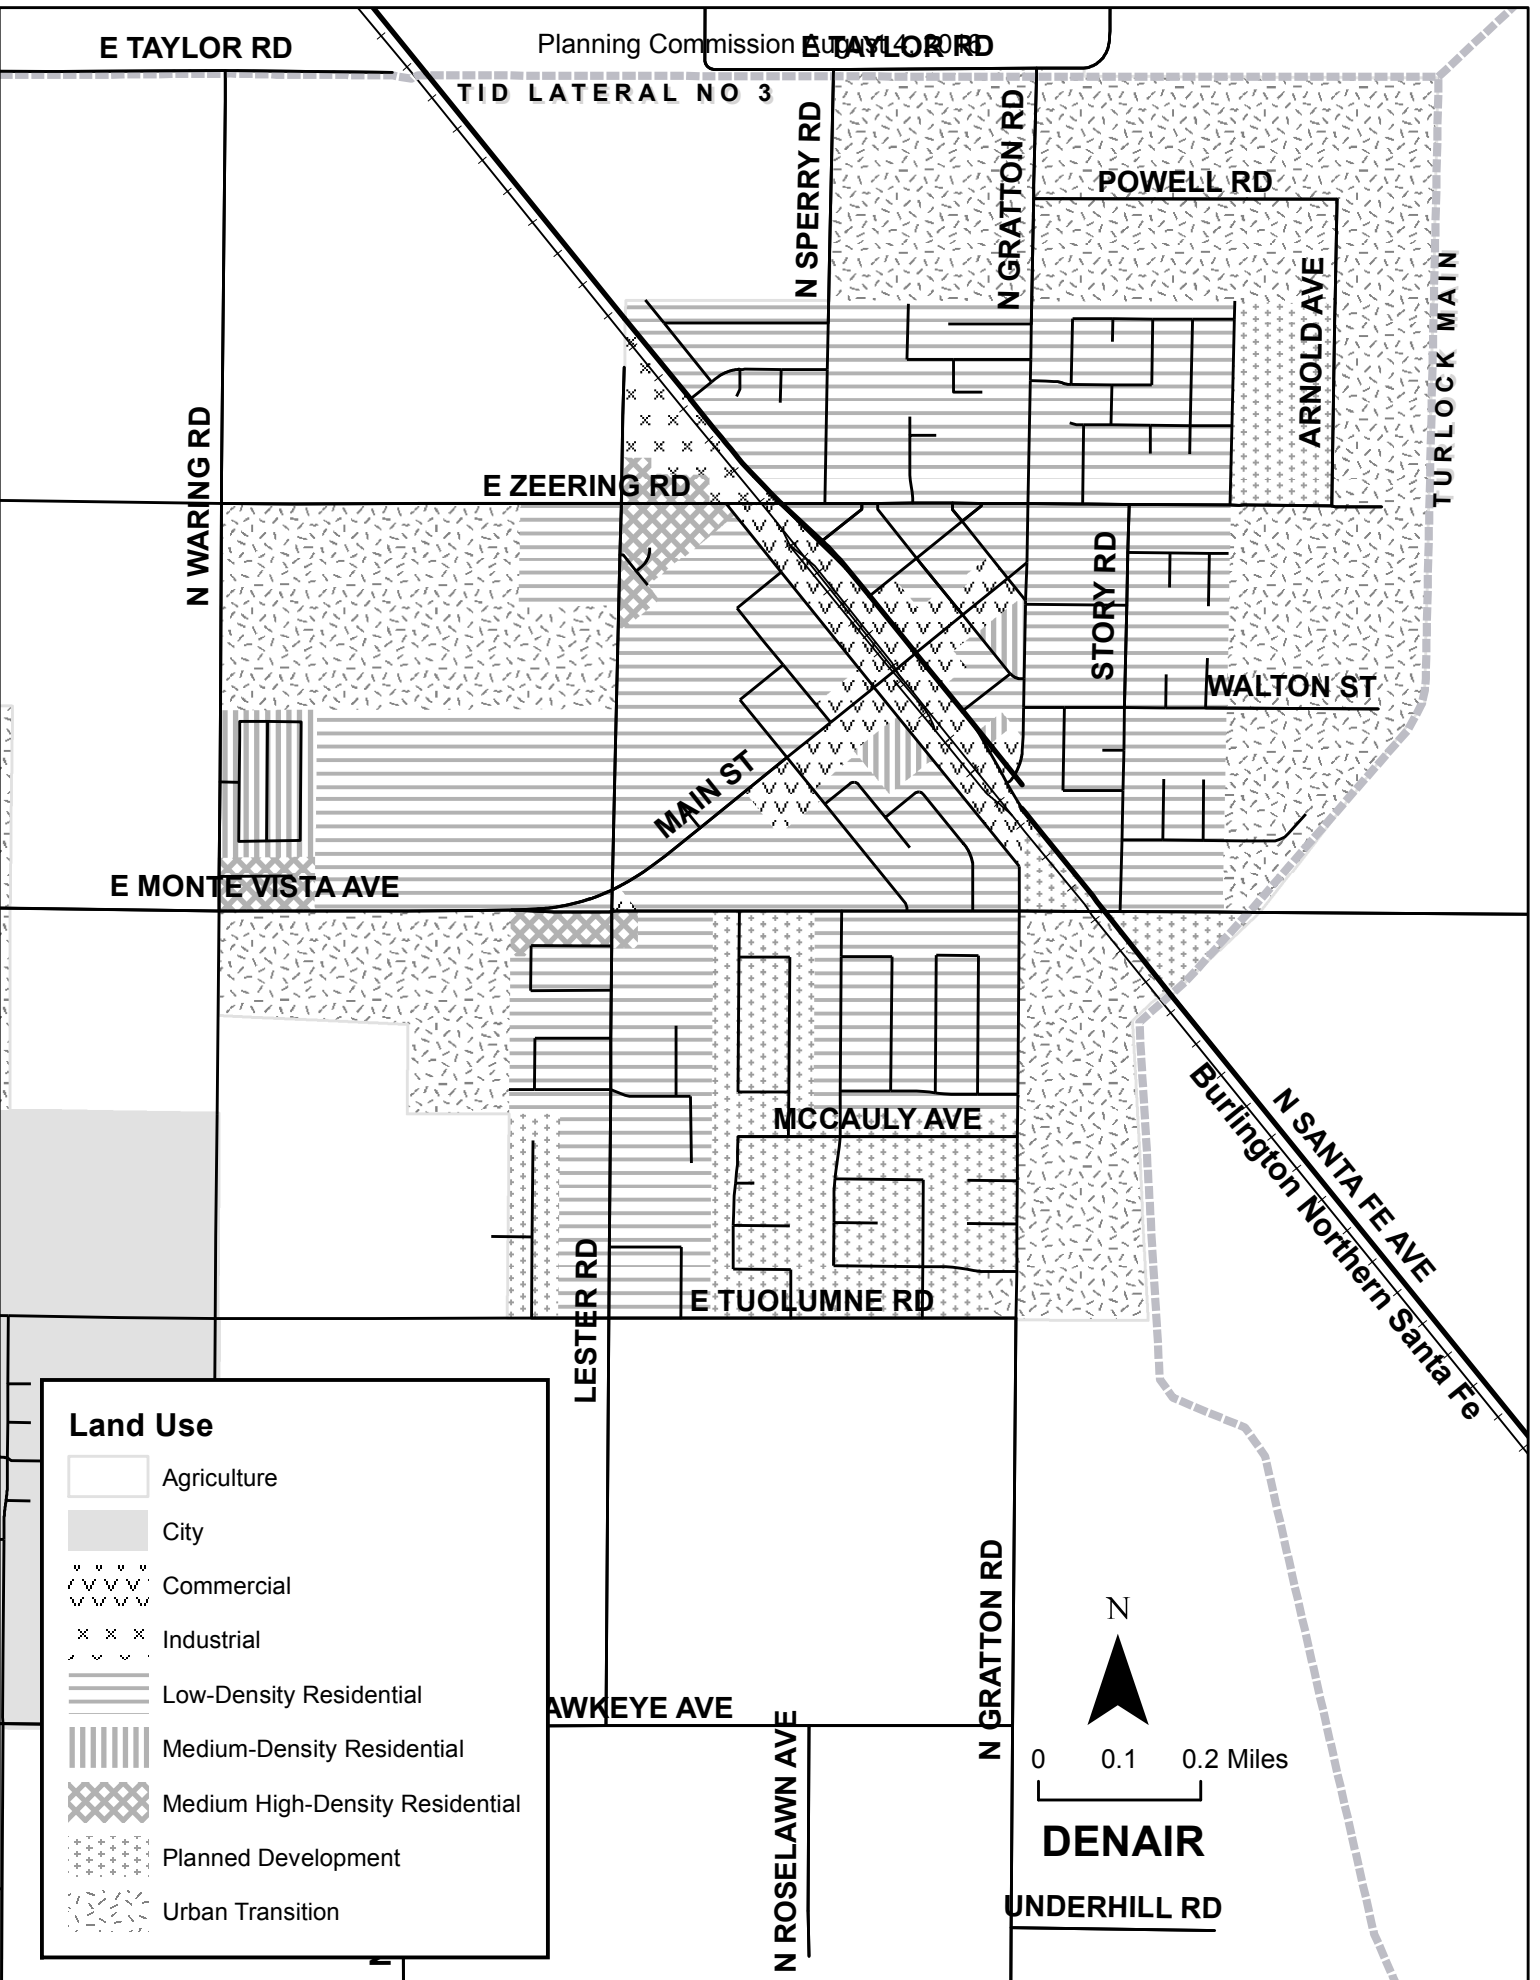 E TAYLOR RD
Planning Commission August 4, 2016
E TAYLOR RD
TID LATERAL NO 3
N SPERRY RD
N GRATTON RD
POWELL RD
ARNOLD AVE
TURLOCK MAIN
N WARING RD
E ZEERING RD
STORY RD
WALTON ST
MAIN ST
E MONTE VISTA AVE
MCCAULY AVE
N SANTA FE AVE
Burlington Northern Santa Fe
LESTER RD
E TUOLUMNE RD
Land Use
Agriculture
City
Commercial
Industrial
Low-Density Residential
Medium-Density Residential
Medium High-Density Residential
Planned Development
Urban Transition
AWKEYE AVE
N ROSELAWN AVE
N GRATTON RD
N
0 0.1 0.2 Miles
DENAIR
UNDERHILL RD